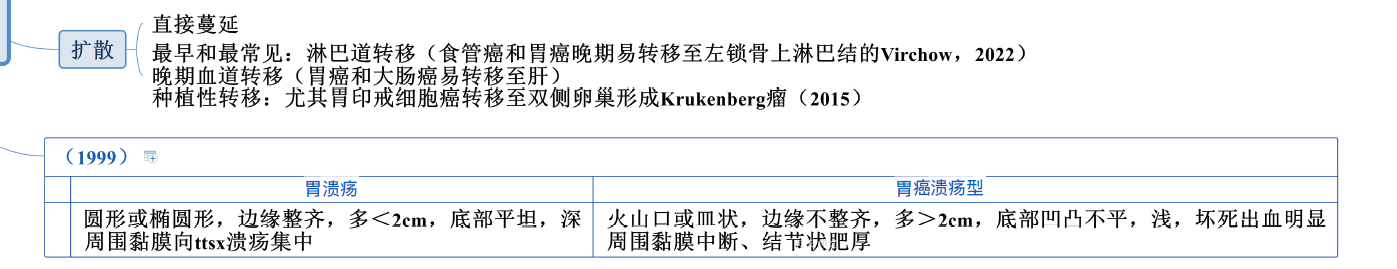 扩散
直接蔓延
最早和最常见：淋巴道转移（食管癌和胃癌晚期易转移至左锁骨上淋巴结的Virchow，2022）
晚期血道转移（胃癌和大肠癌易转移至肝）
种植性转移：尤其胃印戒细胞癌转移至双侧卵巢形成Krukenberg瘤（2015）
（1999）
胃溃疡
胃癌溃疡型
圆形或椭圆形，边缘整齐，多＜2cm，底部平坦，深
周围黏膜向ttsx溃疡集中
火山口或皿状，边缘不整齐，多＞2cm，底部凹凸不平，浅，坏死出血明显
周围黏膜中断、结节状肥厚